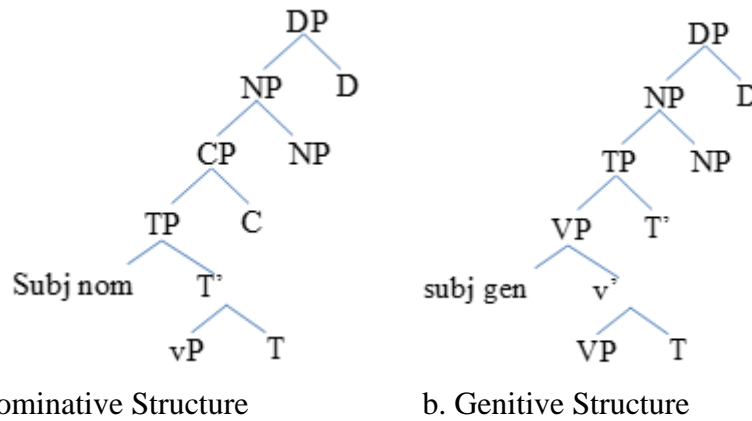 DP
DP
NP D
NP D
CP NP
TP NP
TP C
VP T'
Subj nom T'
subj gen v'
vP T
VP T
ominative Structure b. Genitive Structure